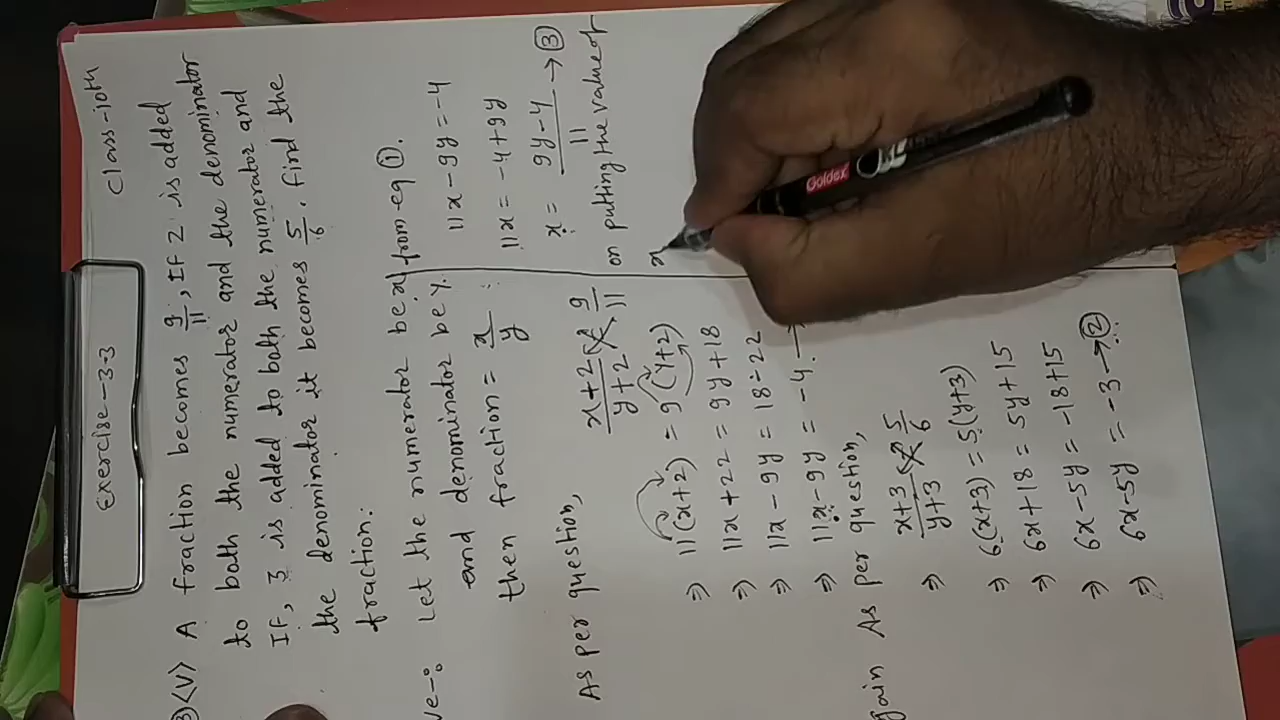 Exercise-3.3
Class-10th
3) <V> A fraction becomes 9/11, IF 2 is added
to both the numerator and the denominator
IF, 3 is added to both the numerator and
the denominator it becomes 5/6. find the
fraction:
Let the numerator be x
and denominator be y.
then fraction = x/y
As per question,
x+2/y+2 = 9/11
⇒ 11(x+2) = 9(y+2)
⇒ 11x+22 = 9y+18
⇒ 11x-9y = 18-22
⇒ 11x-9y = -4.
As per question,
⇒ x+3/y+3 = 5/6
⇒ 6(x+3) = 5(y+3)
⇒ 6x+18 = 5y+15
⇒ 6x-5y = -18+15
⇒ 6x-5y = -3 → ②
from eq ①.
11x-9y = -4
11x = -4+9y
x = 9y-4/11 → ③
on putting the value of
x
Goldex